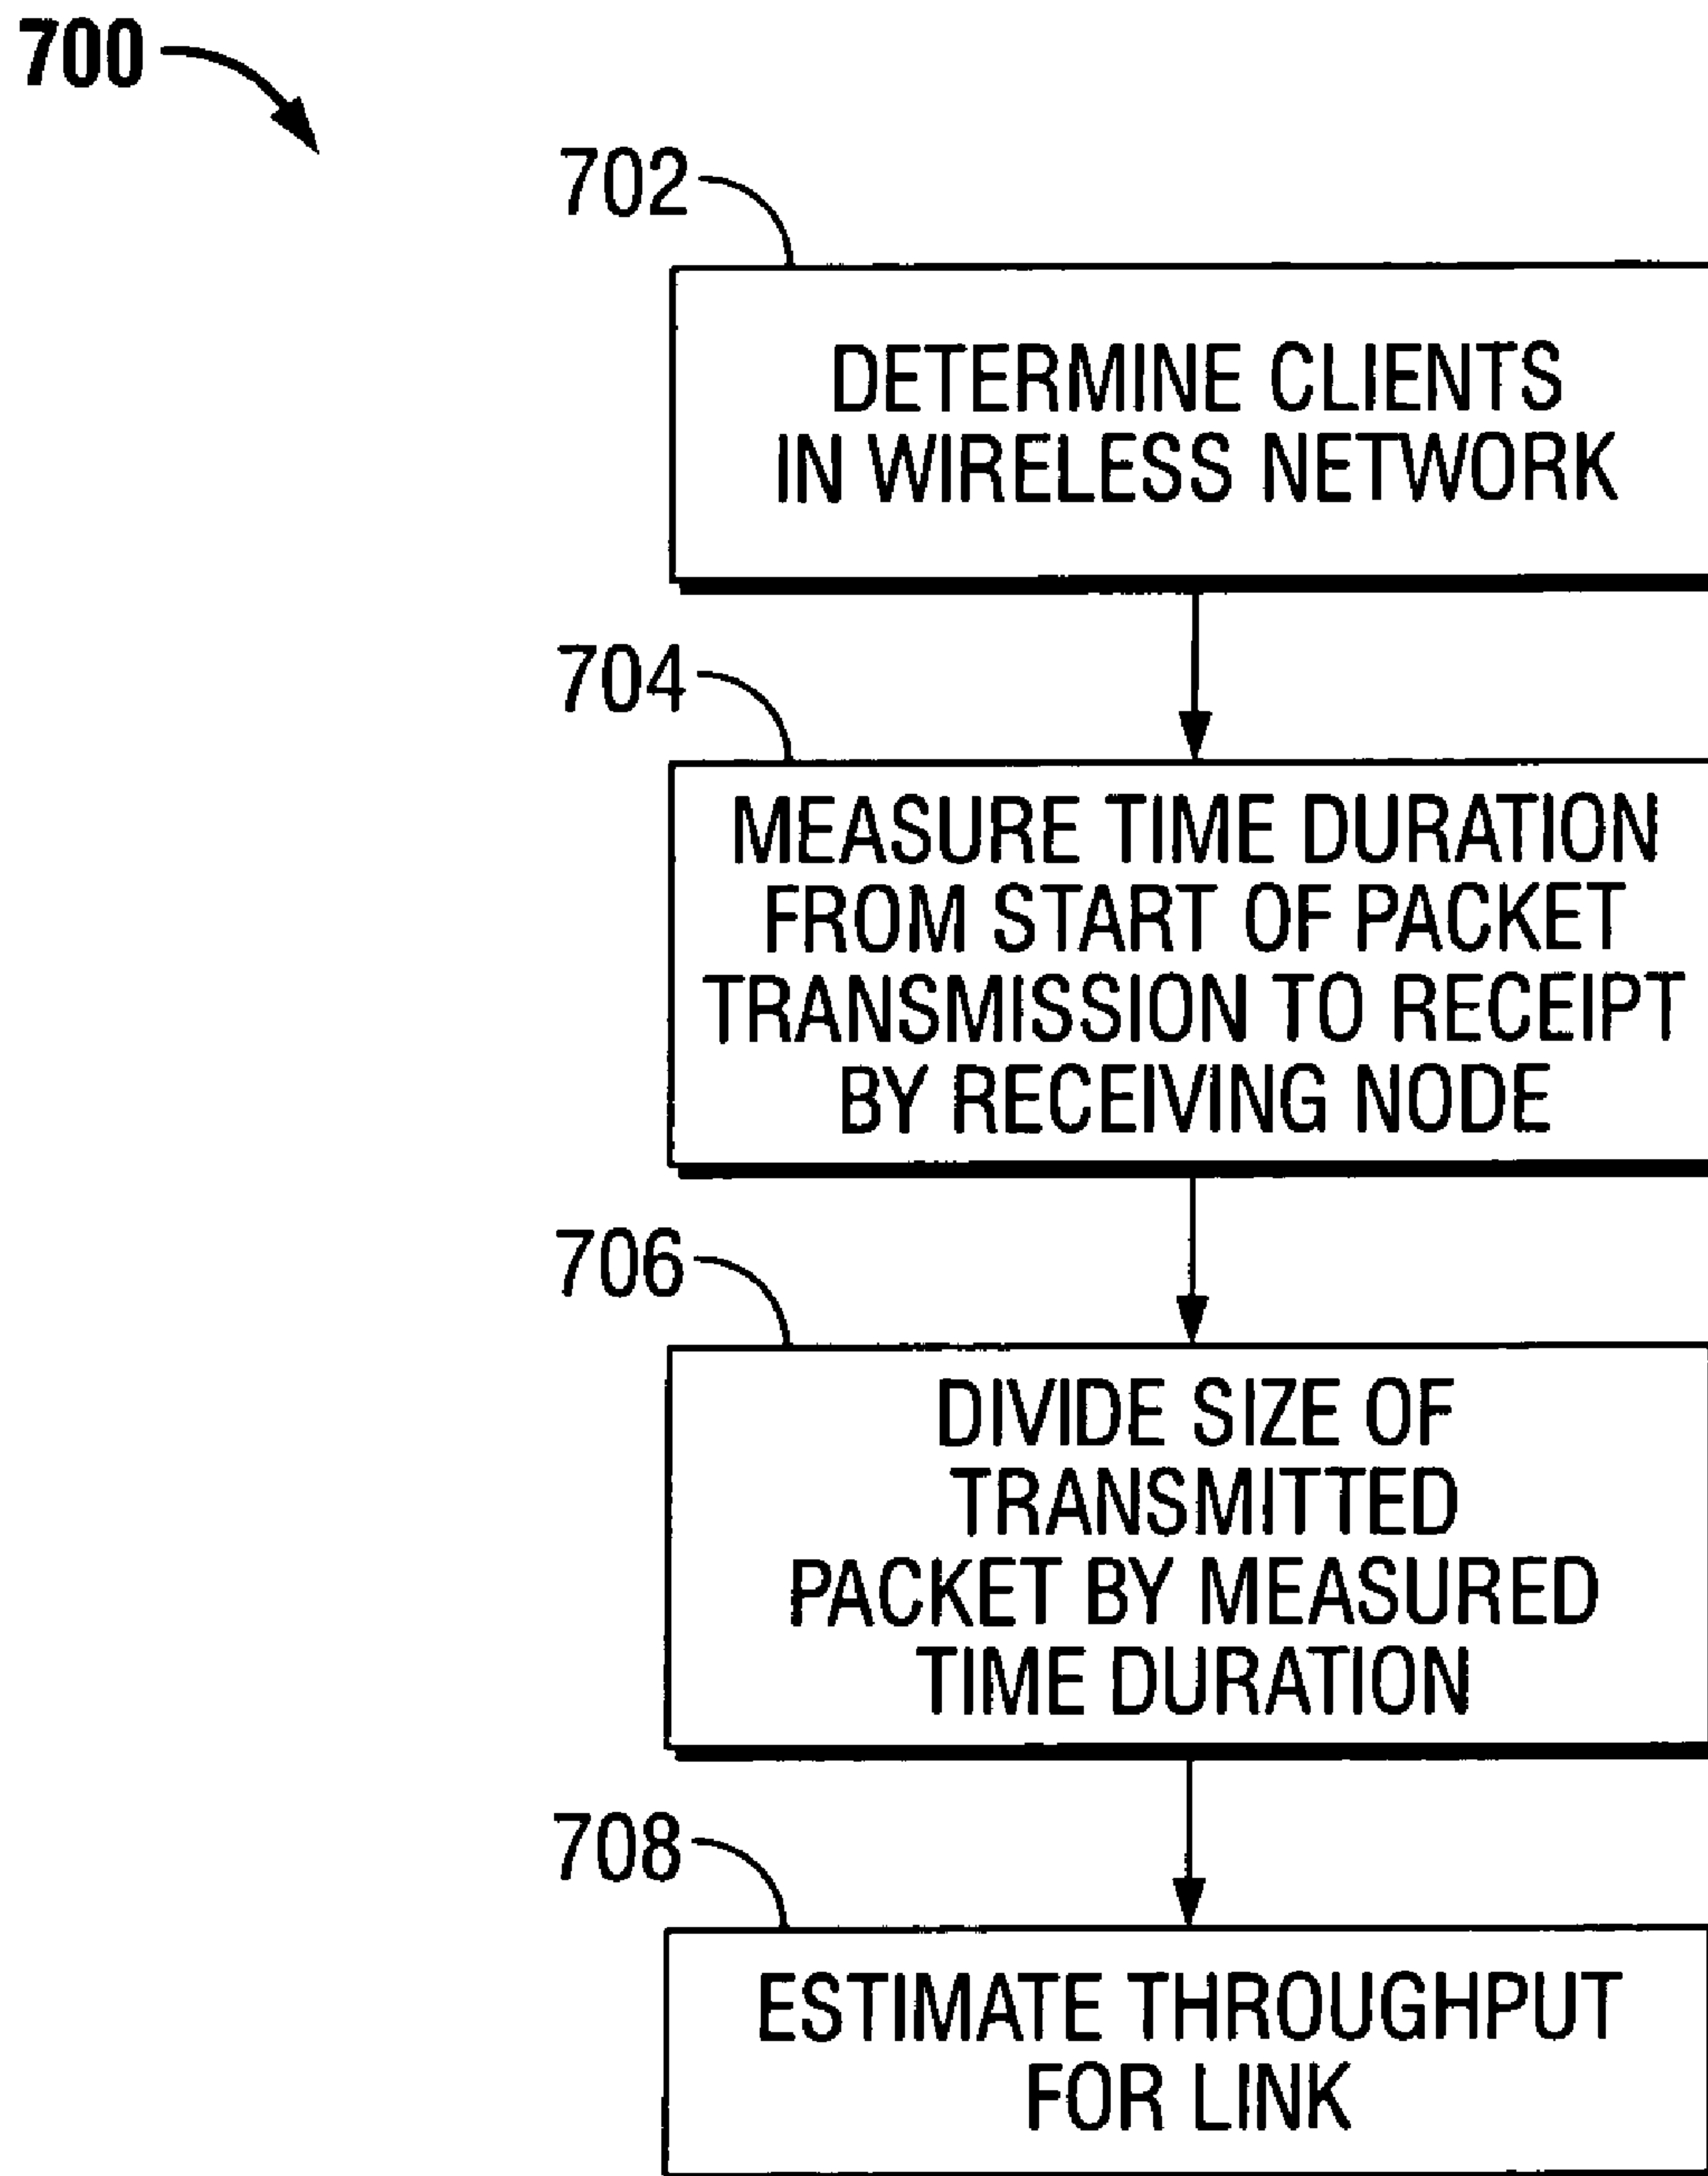 700
702
DETERMINE CLIENTS
IN WIRELESS NETWORK
704
MEASURE TIME DURATION
FROM START OF PACKET
TRANSMISSION TO RECEIPT
BY RECEIVING NODE
706
DIVIDE SIZE OF
TRANSMITTED
PACKET BY MEASURED
TIME DURATION
708
ESTIMATE THROUGHPUT
FOR LINK